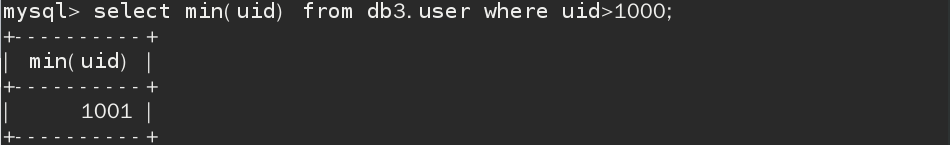 mysql> select min(uid) from db3.user where uid>1000;
+----------+
| min(uid) |
+----------+
|     1001 |
+----------+